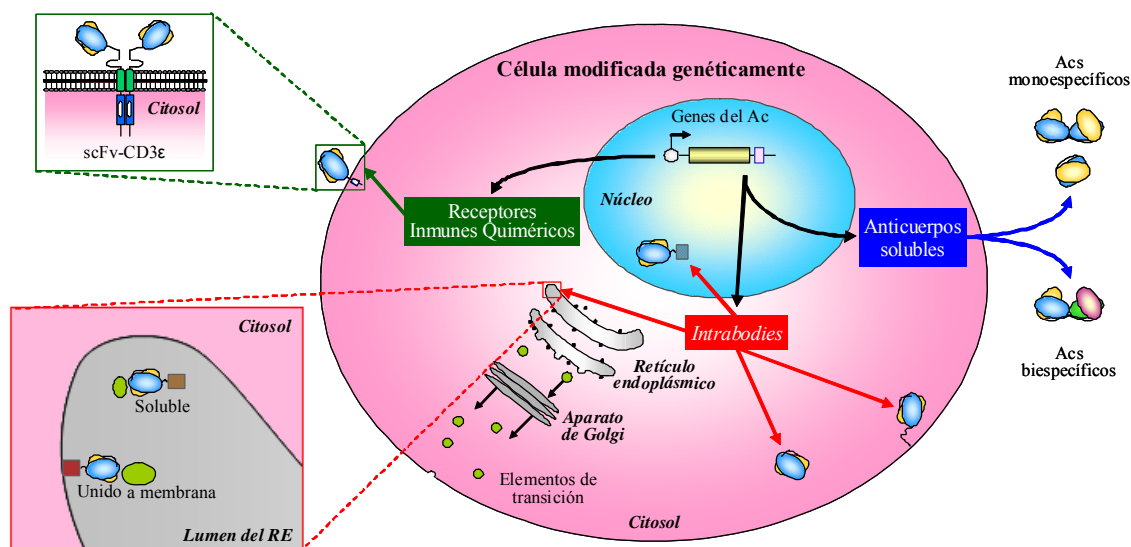 Citosol
scFv-CD3ε
Célula modificada genéticamente
Genes del Ac
Núcleo
Receptores
Inmunes Quiméricos
Anticuerpos
solubles
Acs
monoespecíficos
Acs
biespecíficos
Intrabodies
Retículo
endoplásmico
Aparato
de Golgi
Elementos de
transición
Citosol
Citosol
Soluble
Unido a membrana
Lumen del RE